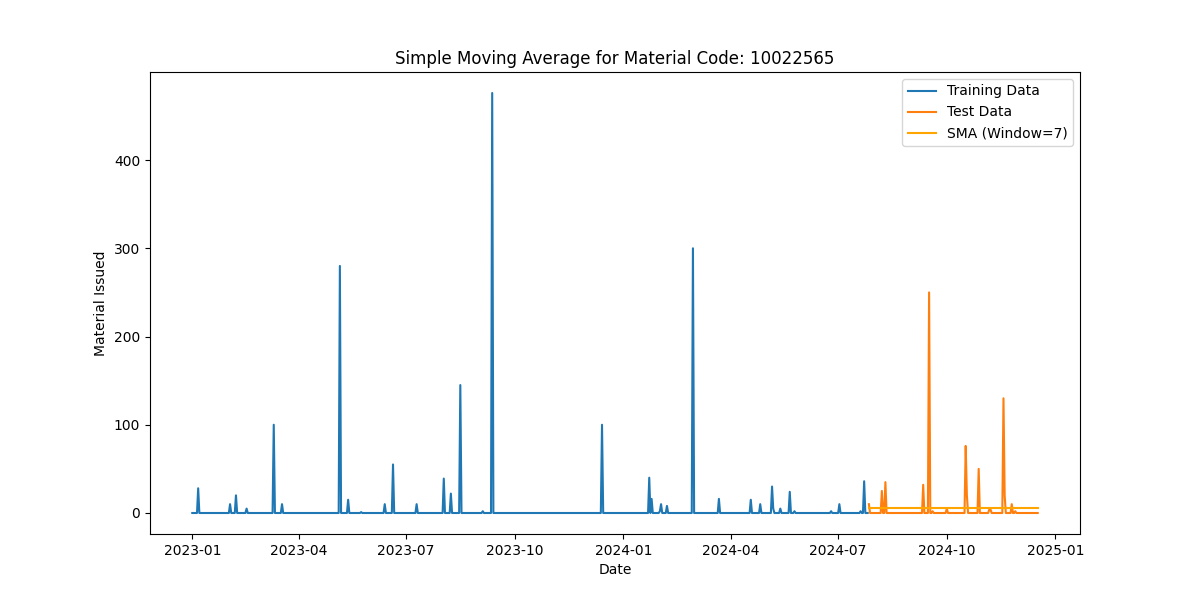 Simple Moving Average for Material Code: 10022565
Training Data
Test Data
SMA (Window=7)
Material Issued
400
300
200
100
0
2023-01 2023-04 2023-07 2023-10 2024-01 2024-04 2024-07 2024-10 2025-01
Date